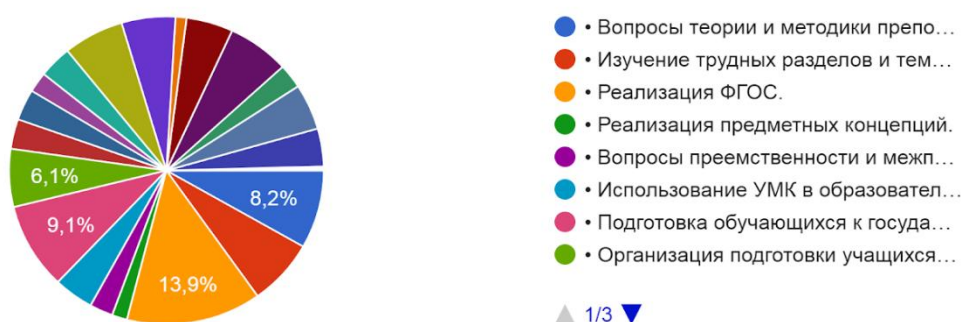 6,1%
9,1%
13,9%
8,2%
• Вопросы теории и методики препо…
• Изучение трудных разделов и тем…
• Реализация ФГОС.
• Реализация предметных концепций.
• Вопросы преемственности и межп…
• Использование УМК в образовател…
• Подготовка обучающихся к госуда…
• Организация подготовки учащихся…
1/3